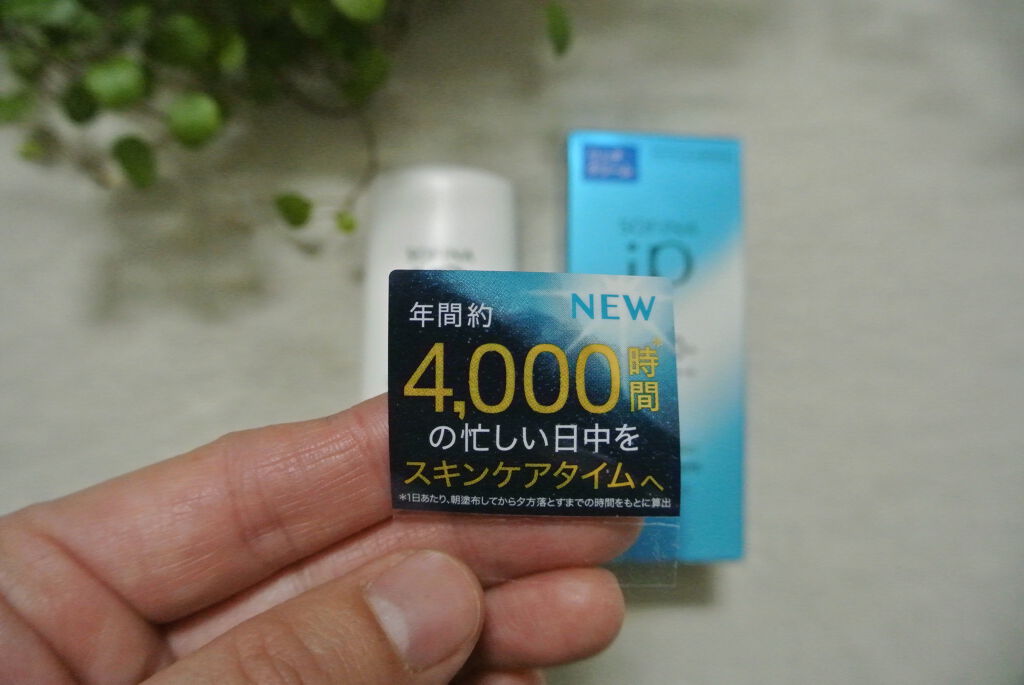 SOFINA
SOFINA
iP
年間約
NEW
4,000時間*
の忙しい日中を
スキンケアタイムへ
*1日あたり、朝塗布してから夕方落とすまでの時間をもとに算出